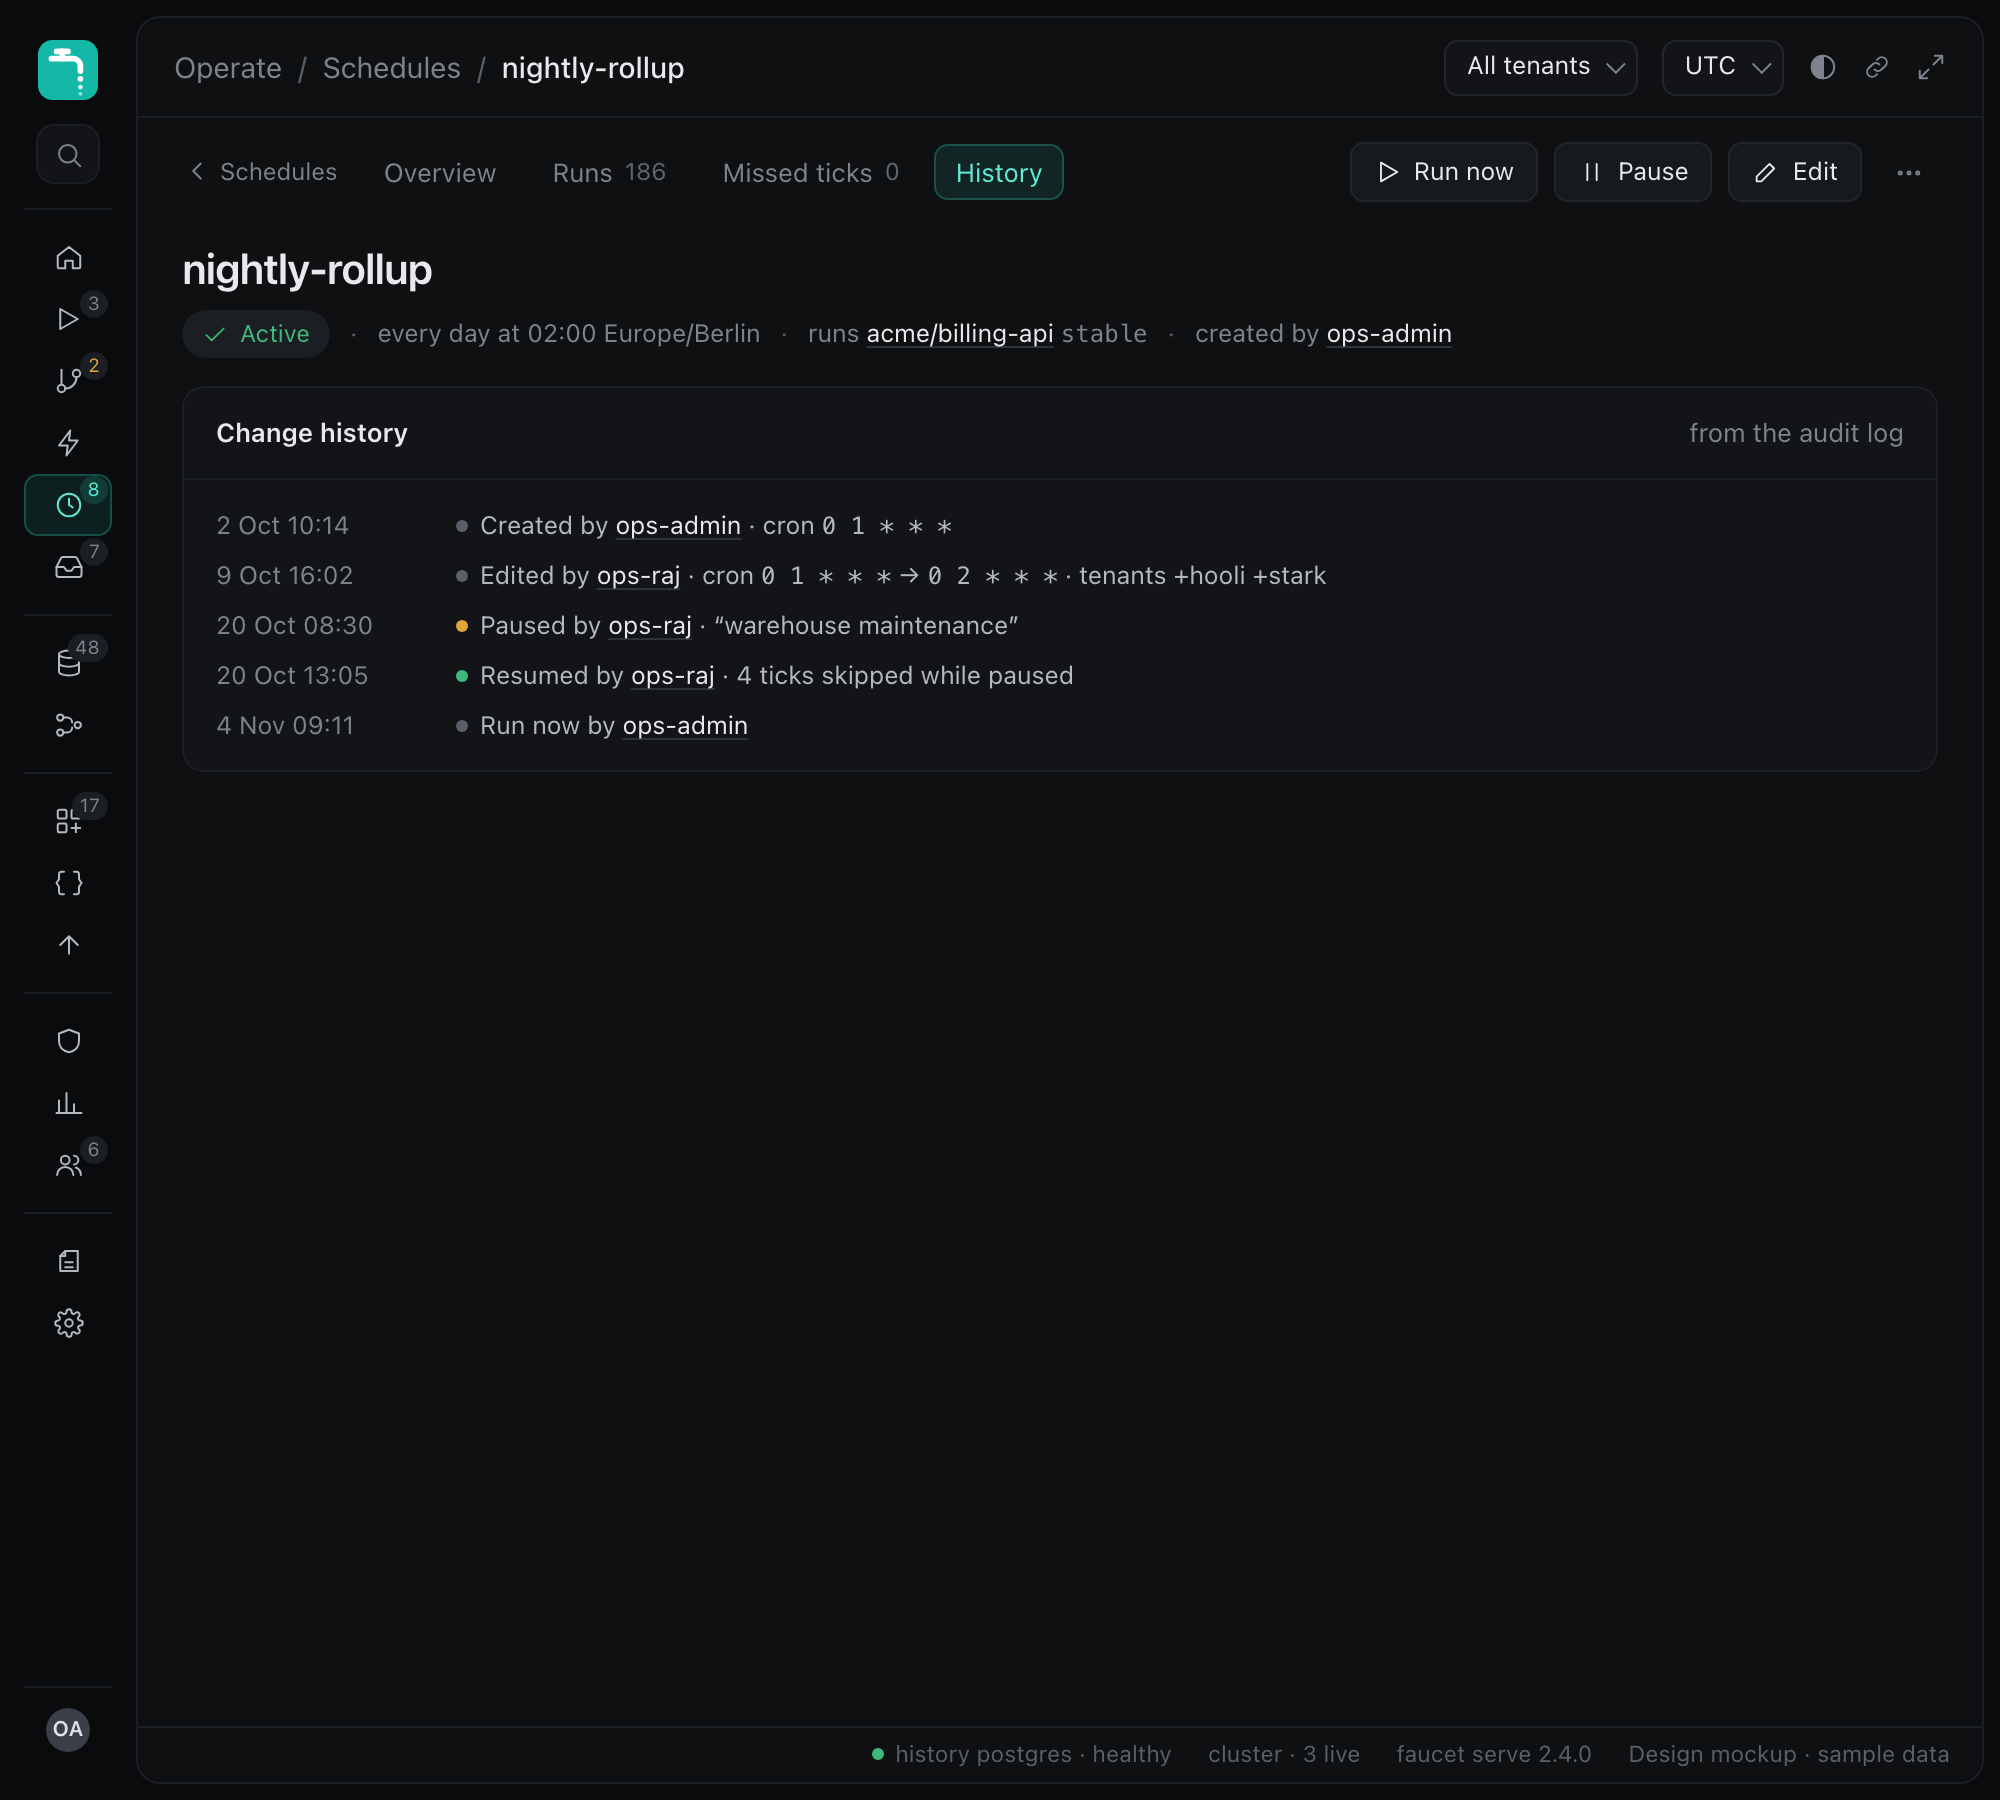 Operate / Schedules / nightly-rollup
All tenants
UTC
Schedules
Overview
Runs 186
Missed ticks 0
History
Run now
Pause
Edit
3
2
8
7
48
17
6
OA
nightly-rollup
Active · every day at 02:00 Europe/Berlin · runs acme/billing-api stable · created by ops-admin
Change history
from the audit log
2 Oct 10:14 Created by ops-admin · cron 0 1 * * *
9 Oct 16:02 Edited by ops-raj · cron 0 1 * * * → 0 2 * * * · tenants +hooli +stark
20 Oct 08:30 Paused by ops-raj · “warehouse maintenance”
20 Oct 13:05 Resumed by ops-raj · 4 ticks skipped while paused
4 Nov 09:11 Run now by ops-admin
history postgres · healthy
cluster · 3 live
faucet serve 2.4.0
Design mockup · sample data